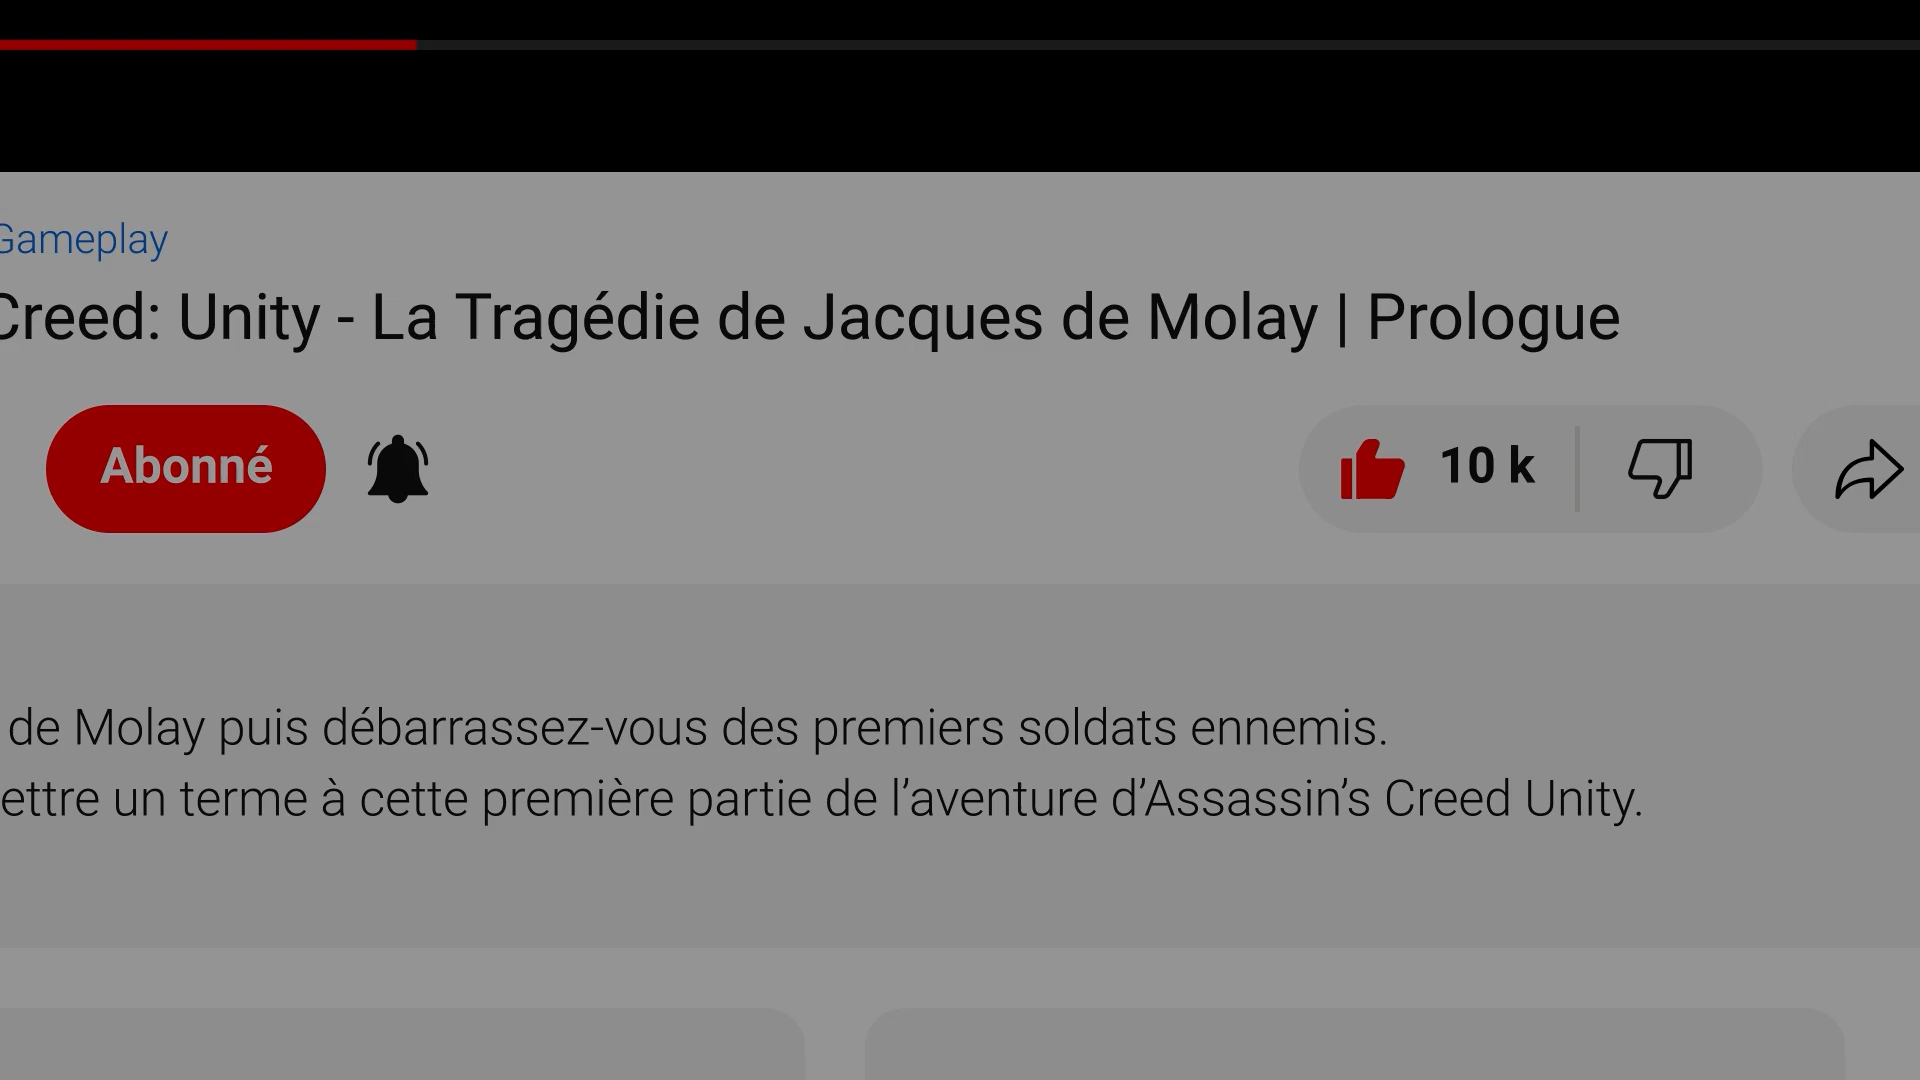 Gameplay
Creed: Unity - La Tragédie de Jacques de Molay | Prologue
Abonné
10 k
de Molay puis débarrassez-vous des premiers soldats ennemis.
ettre un terme à cette première partie de l’aventure d’Assassin’s Creed Unity.